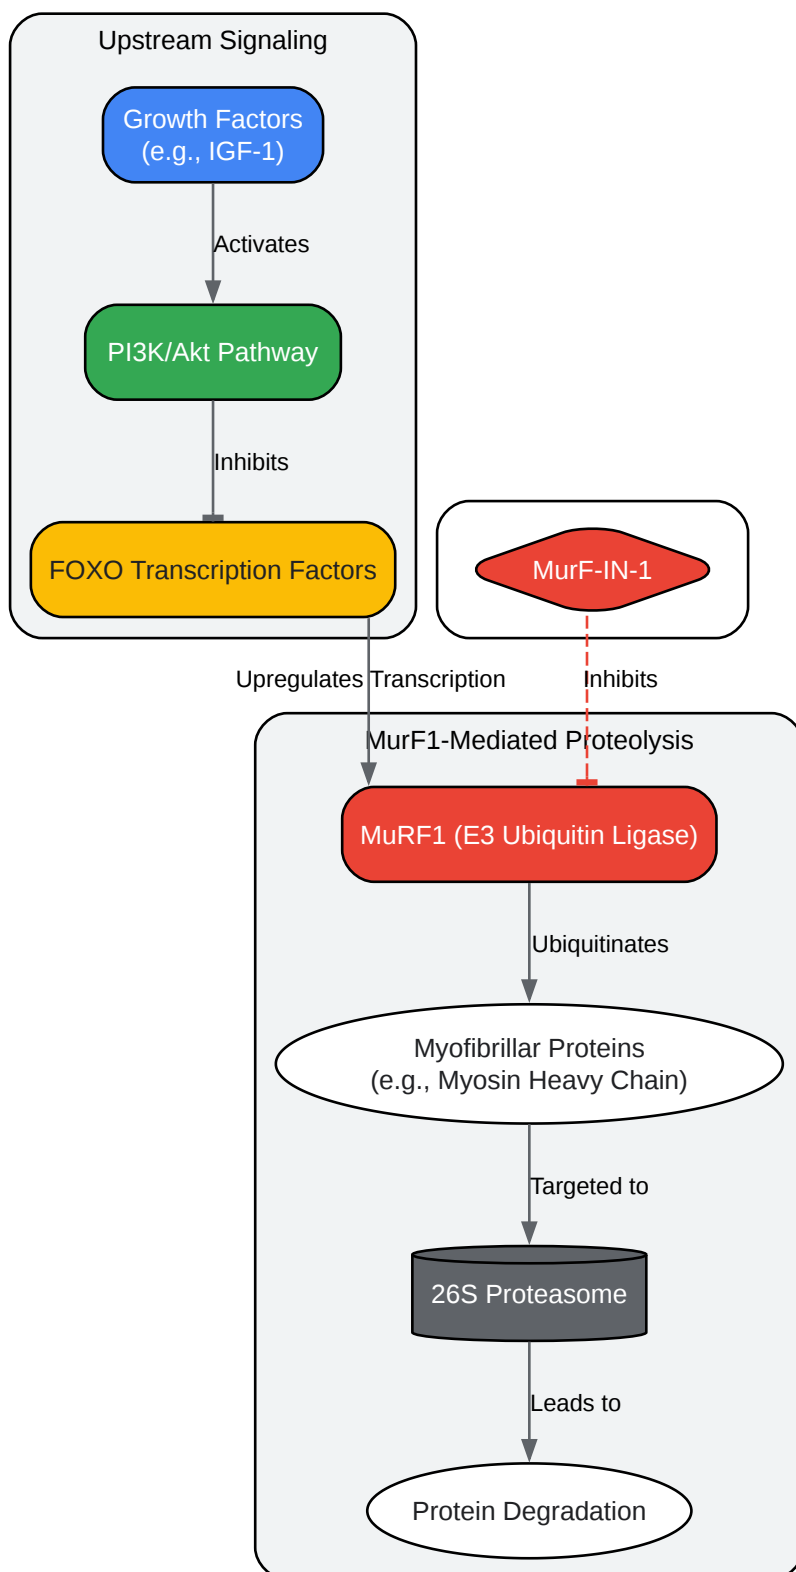 Upstream Signaling
Growth Factors
(e.g., IGF-1)
Activates
PI3K/Akt Pathway
Inhibits
FOXO Transcription Factors
MurF-IN-1
Upregulates Transcription
Inhibits
MurF1-Mediated Proteolysis
MuRF1 (E3 Ubiquitin Ligase)
Ubiquitinates
Myofibrillar Proteins
(e.g., Myosin Heavy Chain)
Targeted to
26S Proteasome
Leads to
Protein Degradation